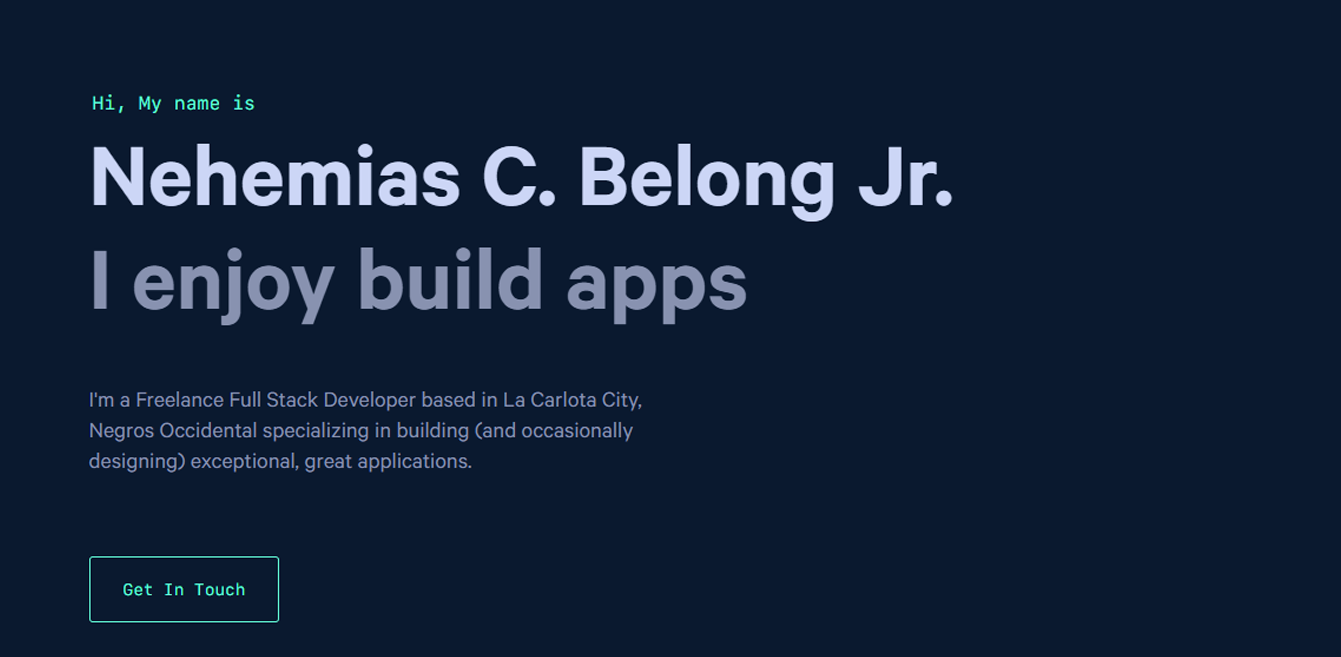 Hi, My name is
Nehemias C. Belong Jr.
I enjoy build apps
I'm a Freelance Full Stack Developer based in La Carlota City,
Negros Occidental specializing in building (and occasionally
designing) exceptional, great applications.
Get In Touch